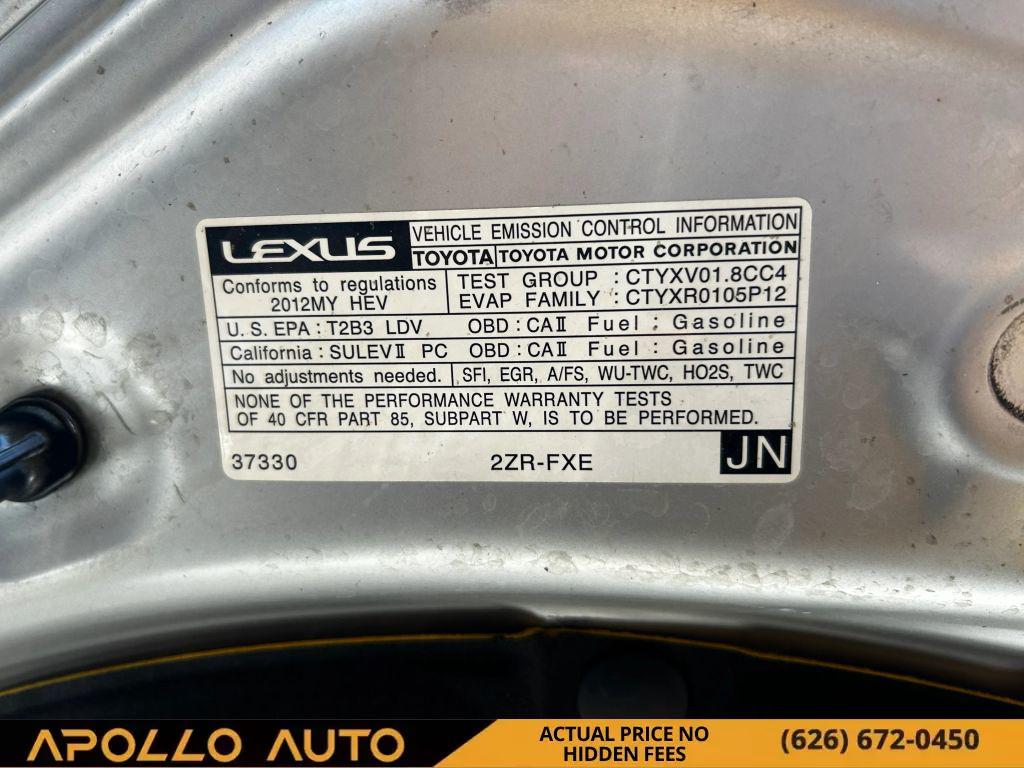 LEXUS
VEHICLE EMISSION CONTROL INFORMATION
TOYOTA TOYOTA MOTOR CORPORATION
Conforms to regulations
2012MY HEV
TEST GROUP : CTYXV01.8CC4
EVAP FAMILY : CTYXR0105P12
U.S. EPA : T2B3 LDV OBD : CAⅡ Fuel : Gasoline
California : SULEVⅡ PC OBD : CAⅡ Fuel : Gasoline
No adjustments needed. SFI, EGR, A/FS, WU-TWC, HO2S, TWC
NONE OF THE PERFORMANCE WARRANTY TESTS
OF 40 CFR PART 85, SUBPART W, IS TO BE PERFORMED.
37330 2ZR-FXE JN
APOLLO AUTO
ACTUAL PRICE NO
HIDDEN FEES
(626) 672-0450